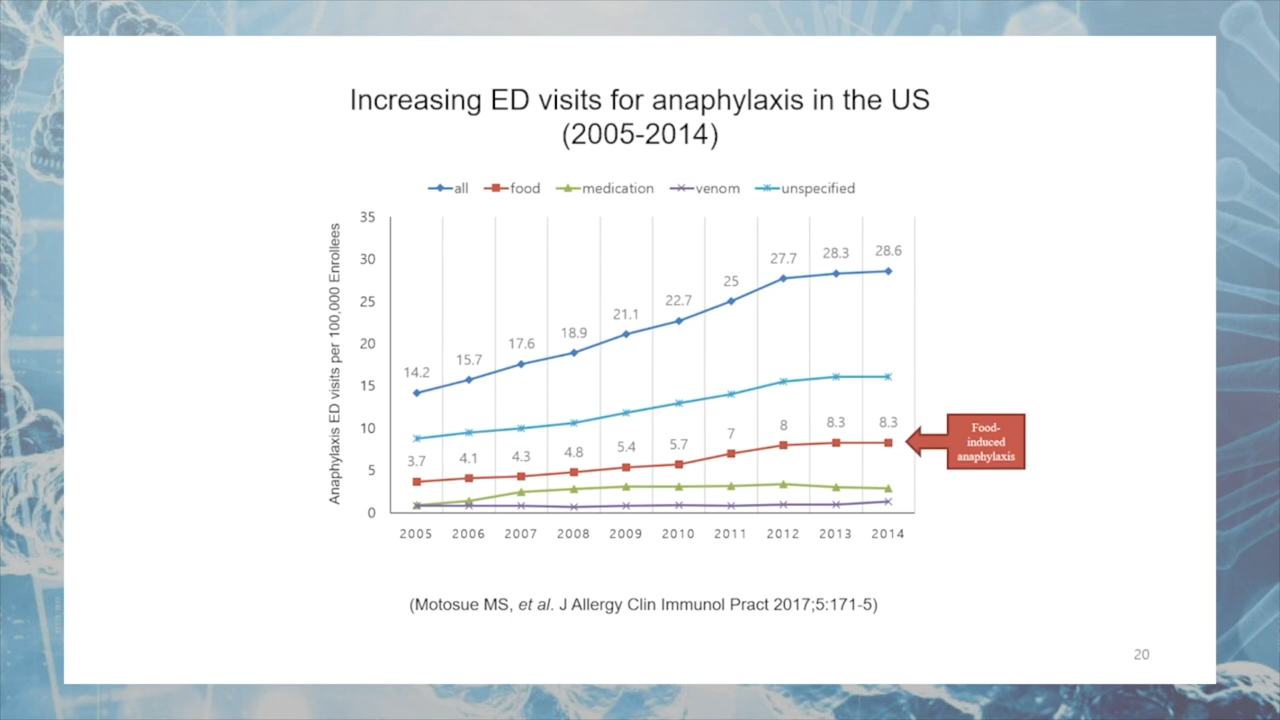 Increasing ED visits for anaphylaxis in the US
(2005-2014)
all food medication venom unspecified
Anaphylaxis ED visits per 100,000 Enrollees
35
30
25
20
15
10
5
0
14.2 15.7 17.6 18.9 21.1 22.7 25 27.7 28.3 28.6
3.7 4.1 4.3 4.8 5.4 5.7 7 8 8.3 8.3
Food-
induced
anaphylaxis
2005 2006 2007 2008 2009 2010 2011 2012 2013 2014
(Motosue MS, et al. J Allergy Clin Immunol Pract 2017;5:171-5)
20